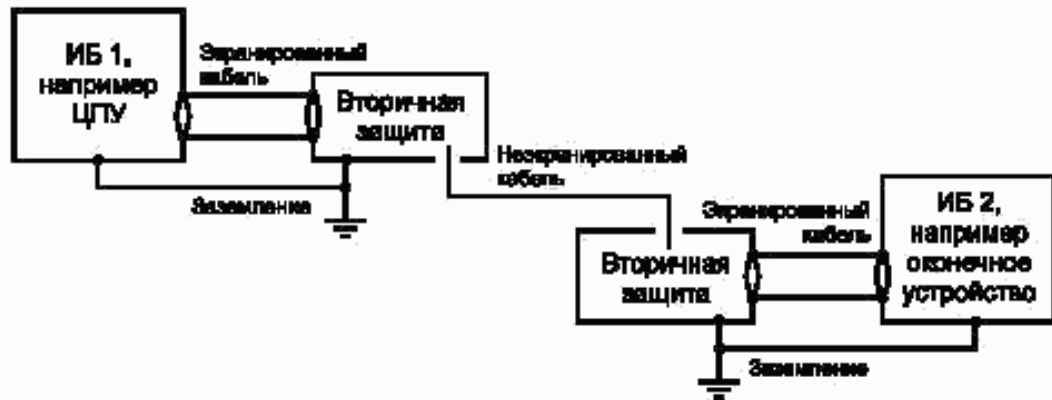 ИБ 1,
например
ЦПУ
Экранированный
кабель
Вторичная
защита
Заземление
Неэкранированный
кабель
Экранированный
кабель
Вторичная
защита
ИБ 2,
например
оконечное
устройство
Заземление